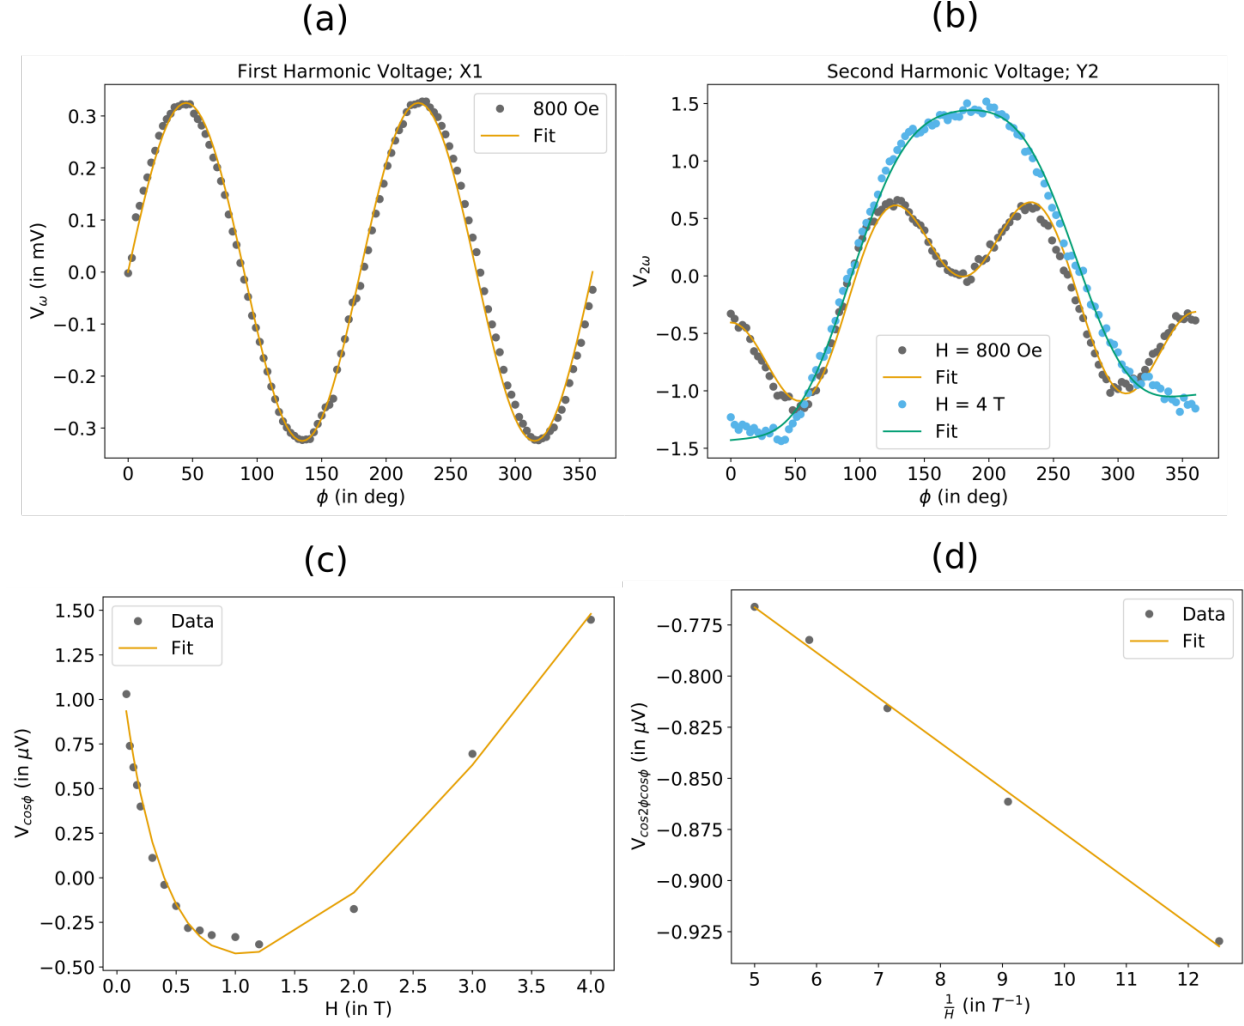 (a)
First Harmonic Voltage; X1
800 Oe
Fit
0.3
0.2
0.1
0.0
−0.1
−0.2
−0.3
V_ω (in mV)
0 50 100 150 200 250 300 350
ϕ (in deg)
(b)
Second Harmonic Voltage; Y2
1.5
1.0
0.5
0.0
−0.5
−1.0
−1.5
V_2ω
H = 800 Oe
Fit
H = 4 T
Fit
0 50 100 150 200 250 300 350
ϕ (in deg)
(c)
Data
Fit
1.50
1.25
1.00
0.75
0.50
0.25
0.00
−0.25
−0.50
V_cosϕ (in μV)
0.0 0.5 1.0 1.5 2.0 2.5 3.0 3.5 4.0
H (in T)
(d)
Data
Fit
−0.775
−0.800
−0.825
−0.850
−0.875
−0.900
−0.925
V_cos2ϕcosϕ (in μV)
5 6 7 8 9 10 11 12
1/H (in T⁻¹)